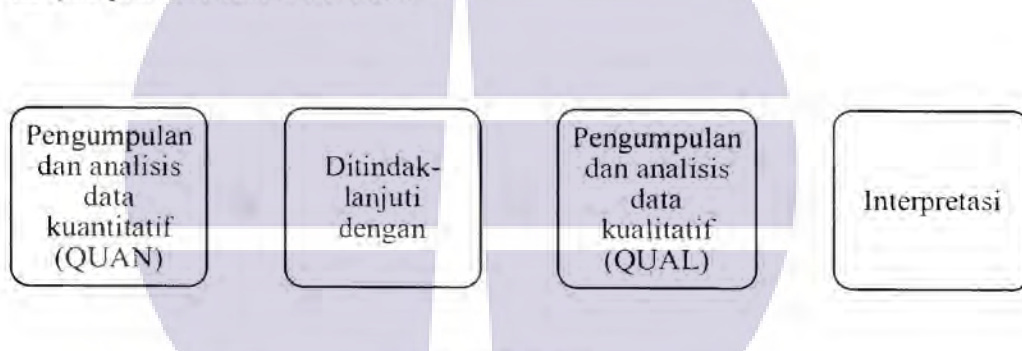 Pengumpulan
dan analisis
data
kuantitatif
(QUAN)
Ditindak-
lanjuti
dengan
Pengumpulan
dan analisis
data
kualitatif
(QUAL)
Interpretasi